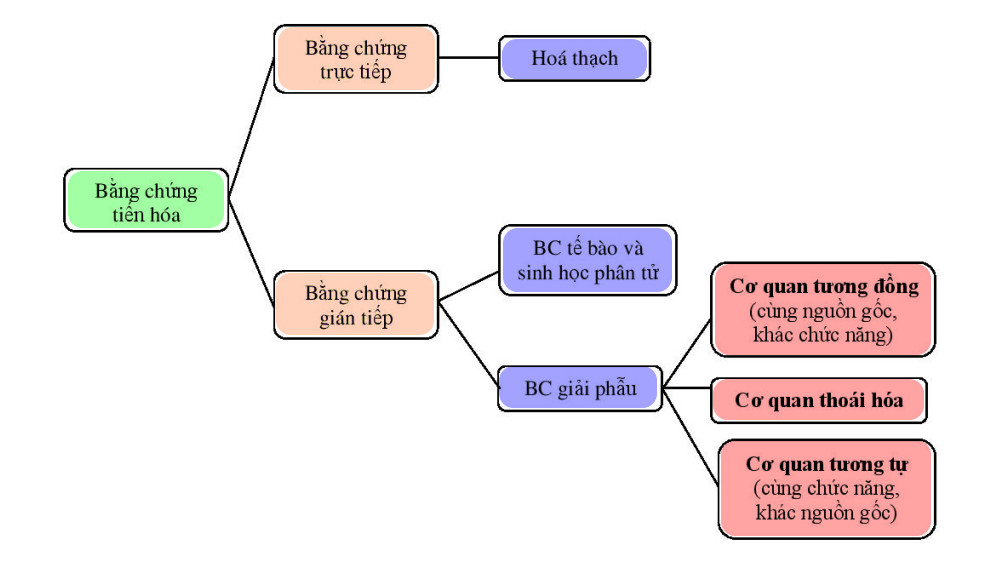 Bằng chứng
trực tiếp
Hoá thạch
Bằng chứng
tiến hóa
BC tế bào và
sinh học phân tử
Bằng chứng
gián tiếp
Cơ quan tương đồng
(cùng nguồn gốc,
khác chức năng)
BC giải phẫu
Cơ quan thoái hóa
Cơ quan tương tự
(cùng chức năng,
khác nguồn gốc)